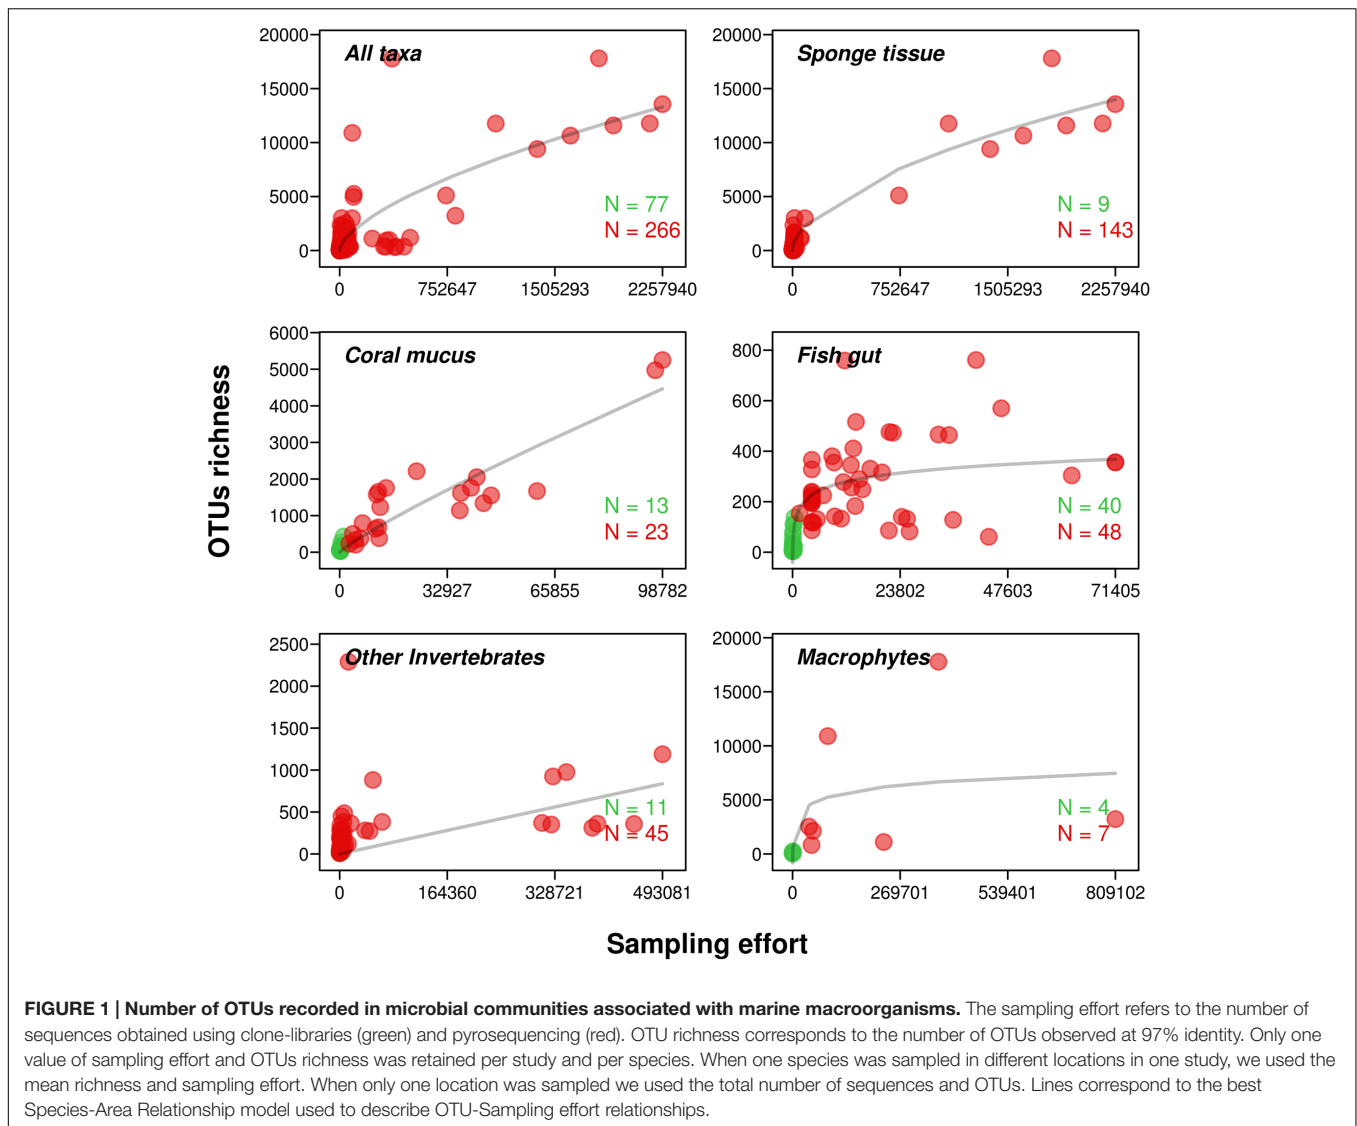 All taxa
20000
15000
10000
5000
0
N = 77
N = 266
0 752647 1505293 2257940
Sponge tissue
20000
15000
10000
5000
0
N = 9
N = 143
0 752647 1505293 2257940
Coral mucus
6000
5000
4000
3000
2000
1000
0
N = 13
N = 23
0 32927 65855 98782
Fish gut
800
600
400
200
0
N = 40
N = 48
0 23802 47603 71405
Other Invertebrates
2500
2000
1500
1000
500
0
N = 11
N = 45
0 164360 328721 493081
Macrophytes
20000
15000
10000
5000
0
N = 4
N = 7
0 269701 539401 809102
OTUs richness
Sampling effort
FIGURE 1 | Number of OTUs recorded in microbial communities associated with marine macroorganisms. The sampling effort refers to the number of
sequences obtained using clone-libraries (green) and pyrosequencing (red). OTU richness corresponds to the number of OTUs observed at 97% identity. Only one
value of sampling effort and OTUs richness was retained per study and per species. When one species was sampled in different locations in one study, we used the
mean richness and sampling effort. When only one location was sampled we used the total number of sequences and OTUs. Lines correspond to the best
Species-Area Relationship model used to describe OTU-Sampling effort relationships.